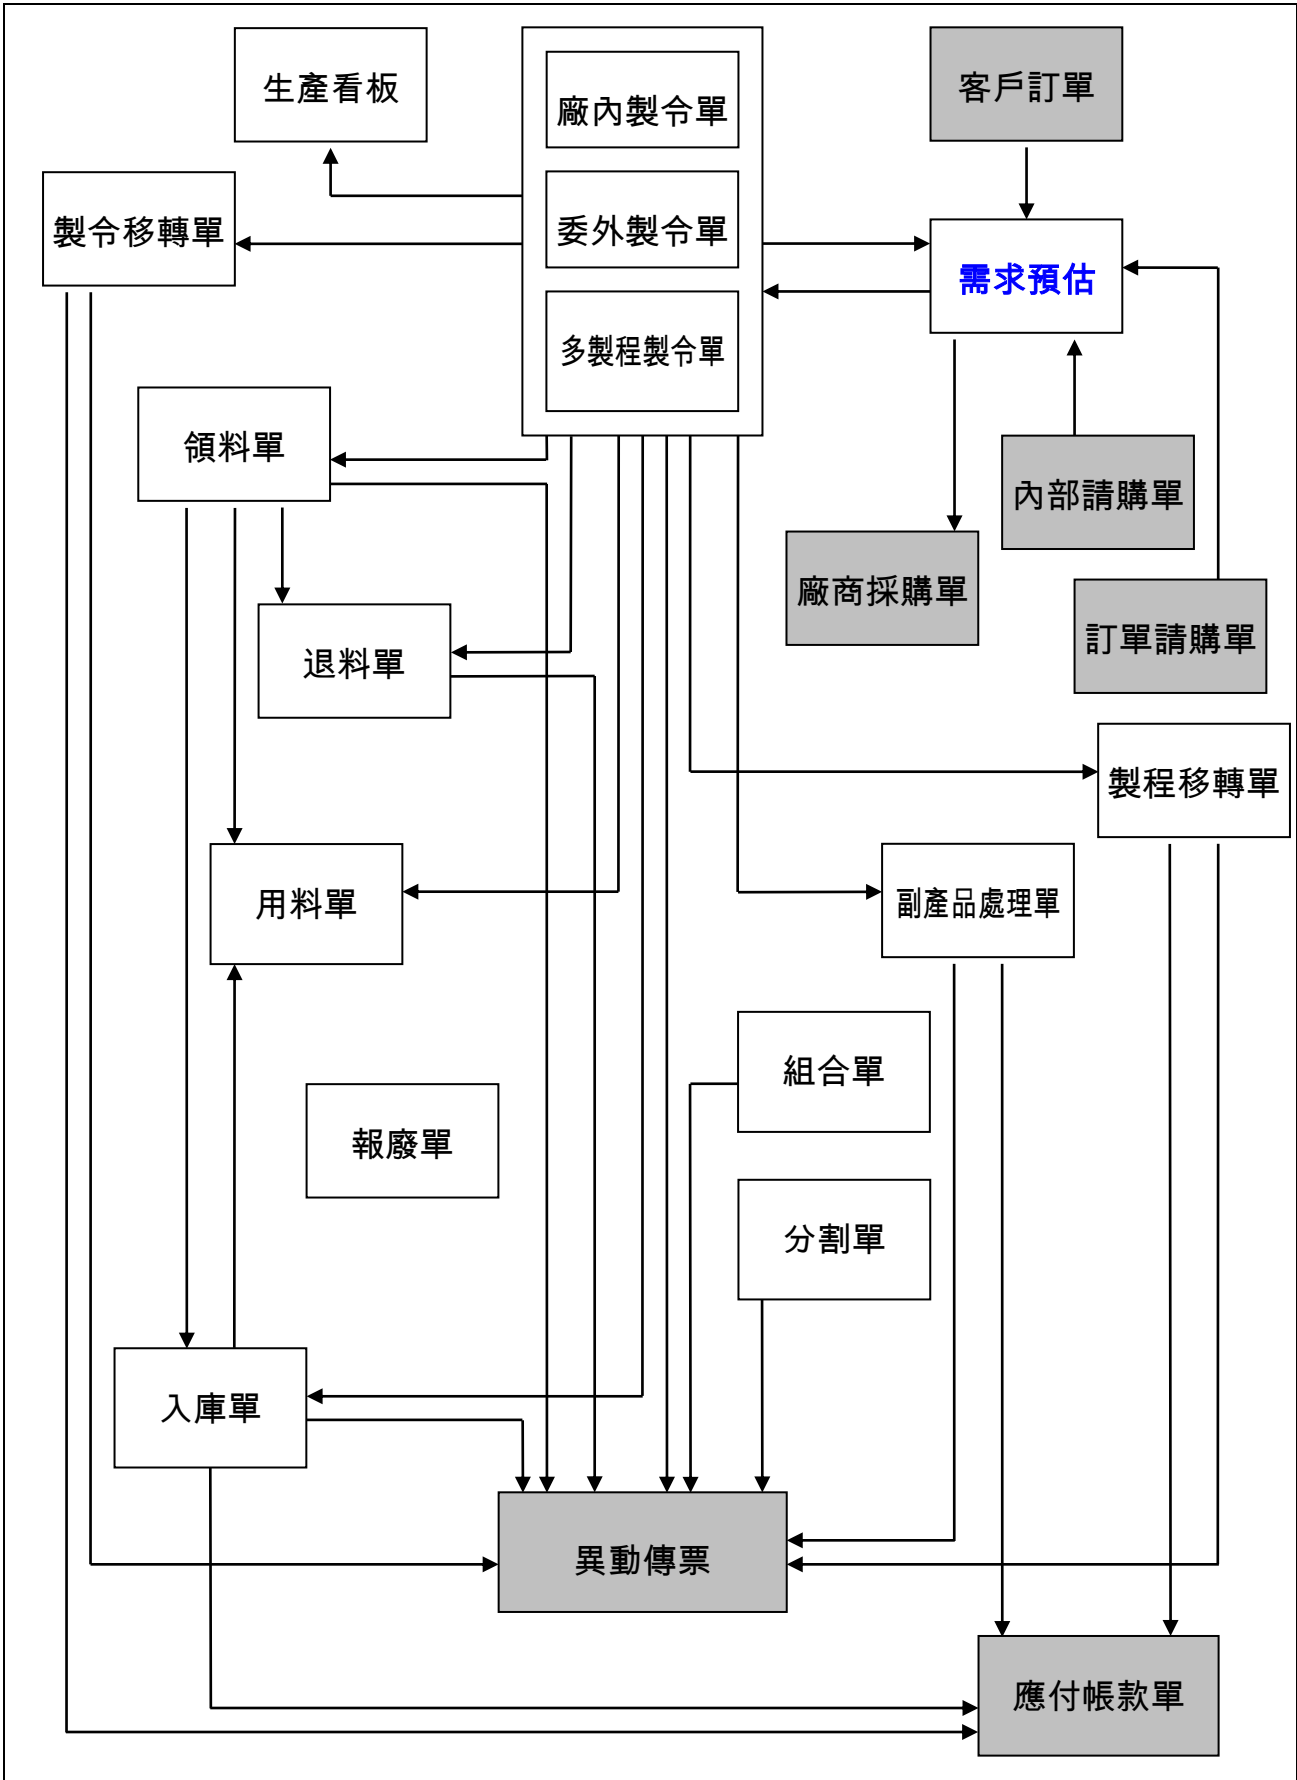 生產看板
廠內製令單
客戶訂單
製令移轉單
委外製令單
需求預估
多製程製令單
領料單
內部請購單
廠商採購單
訂單請購單
退料單
製程移轉單
用料單
副產品處理單
組合單
報廢單
分割單
入庫單
異動傳票
應付帳款單